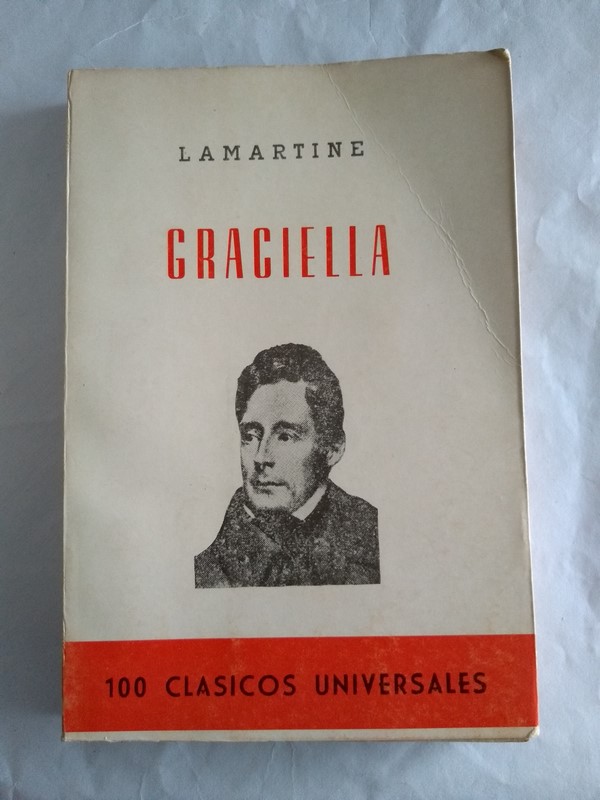 LAMARTINE
GRACIELLA
100 CLASICOS UNIVERSALES